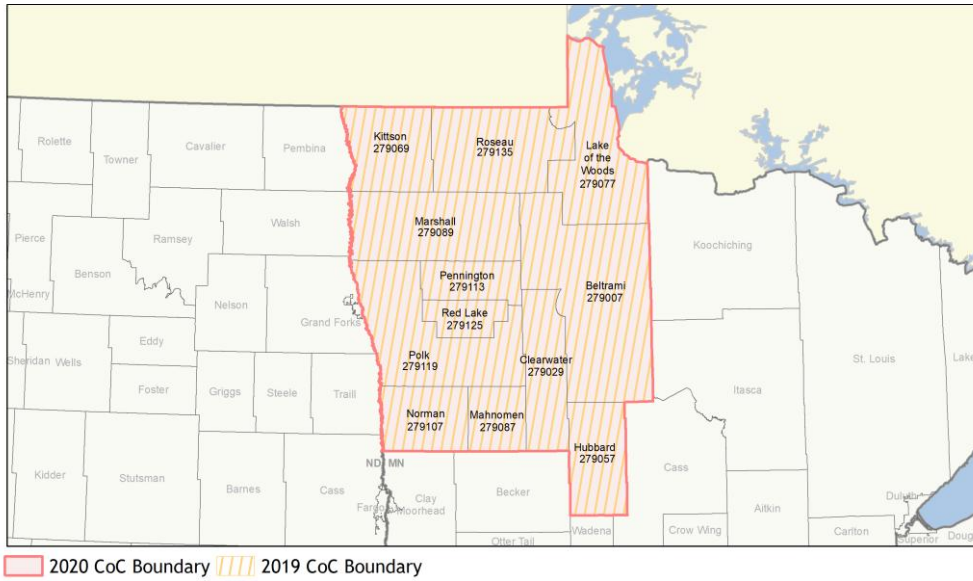 Rolette
Towner
Cavalier
Pembina
Kittson
279069
Roseau
279135
Lake
of the
Woods
279077
Pierce
Ramsey
Walsh
Marshall
279089
Koochiching
Benson
McHenry
Nelson
Grand Forks
Pennington
279113
Beltrami
279007
Red Lake
279125
Sheridan
Wells
Eddy
Foster
Griggs
Steele
Traill
Polk
279119
Clearwater
279029
St. Louis
Lake
Itasca
Norman
279107
Mahnomen
279087
Hubbard
279057
Cass
Kidder
Stutsman
Barnes
Cass
ND
MN
Fargo
Clay
Moorhead
Becker
Otter Tail
Wadena
Crow Wing
Aitkin
Carlton
Duluth
Superior
Doug
2020 CoC Boundary
2019 CoC Boundary